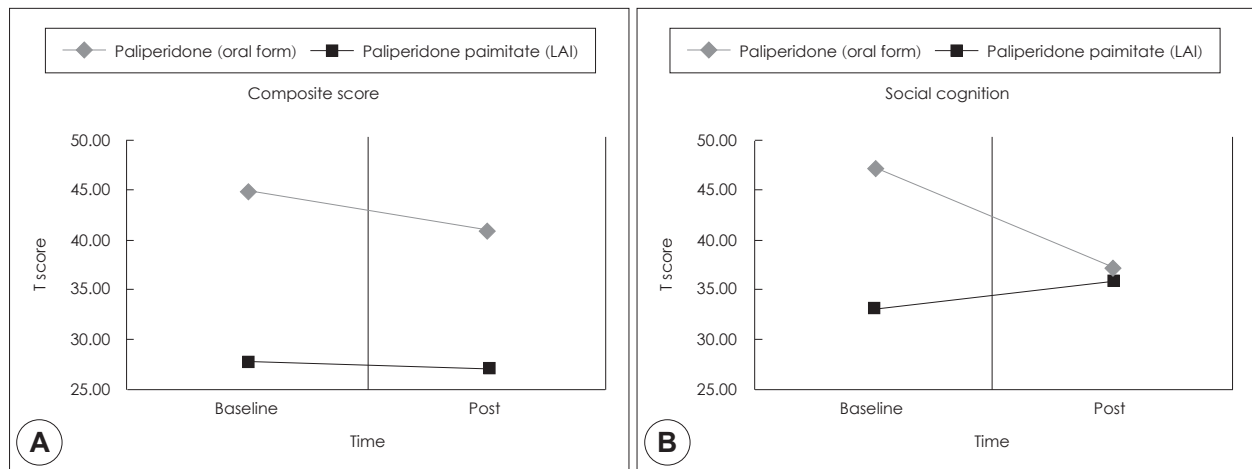 Paliperidone (oral form) Paliperidone paimitate (LAI)
Composite score
T score
50.00
45.00
40.00
35.00
30.00
25.00
Baseline Post
Time
A
Paliperidone (oral form) Paliperidone paimitate (LAI)
Social cognition
T score
50.00
45.00
40.00
35.00
30.00
25.00
Baseline Post
Time
B